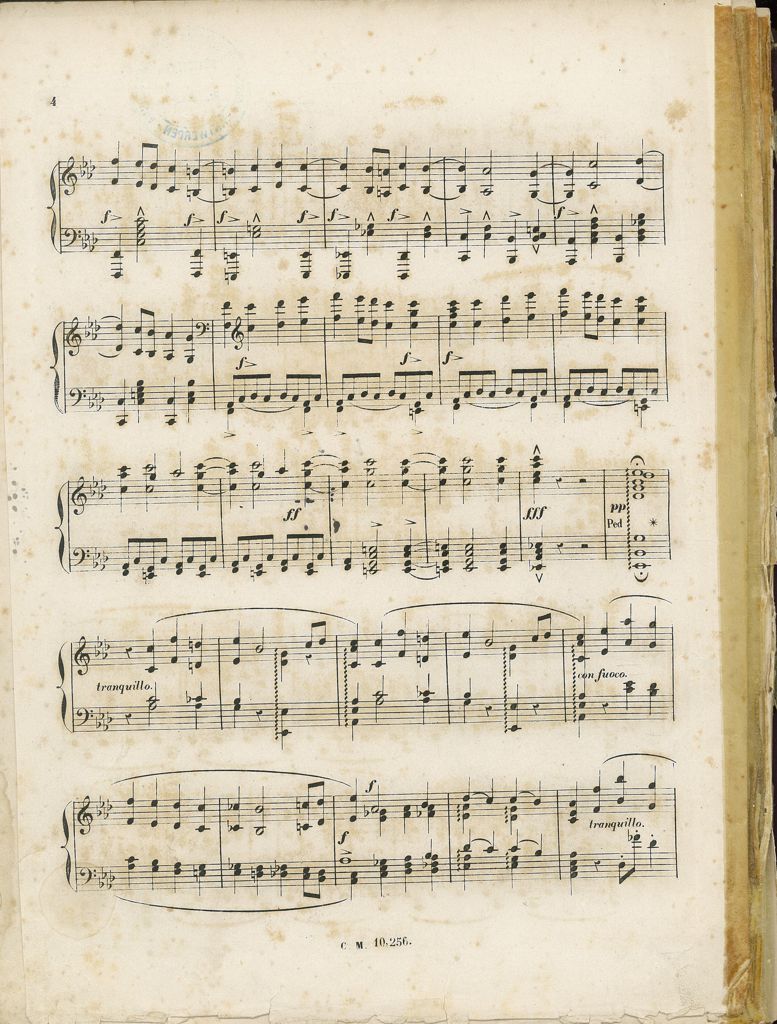 4
f f f f f f
f f f
ff fff pp
Ped
tranquillo. con fuoco.
f
f
tranquillo.
C. M. 10,256.